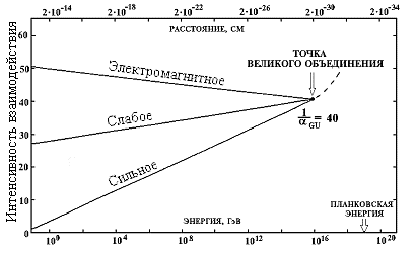 2·10⁻¹⁴ 2·10⁻¹⁸ 2·10⁻²² 2·10⁻²⁶ 2·10⁻³⁰ 2·10⁻³⁴
РАССТОЯНИЕ, СМ
Интенсивность взаимодействия
60
50
40
30
20
10
0
Электромагнитное
Слабое
Сильное
ТОЧКА
ВЕЛИКОГО ОБЪЕДИНЕНИЯ
1/α GU = 40
ПЛАНКОВСКАЯ
ЭНЕРГИЯ
ЭНЕРГИЯ, ГэВ
10⁰ 10⁴ 10⁸ 10¹² 10¹⁶ 10²⁰